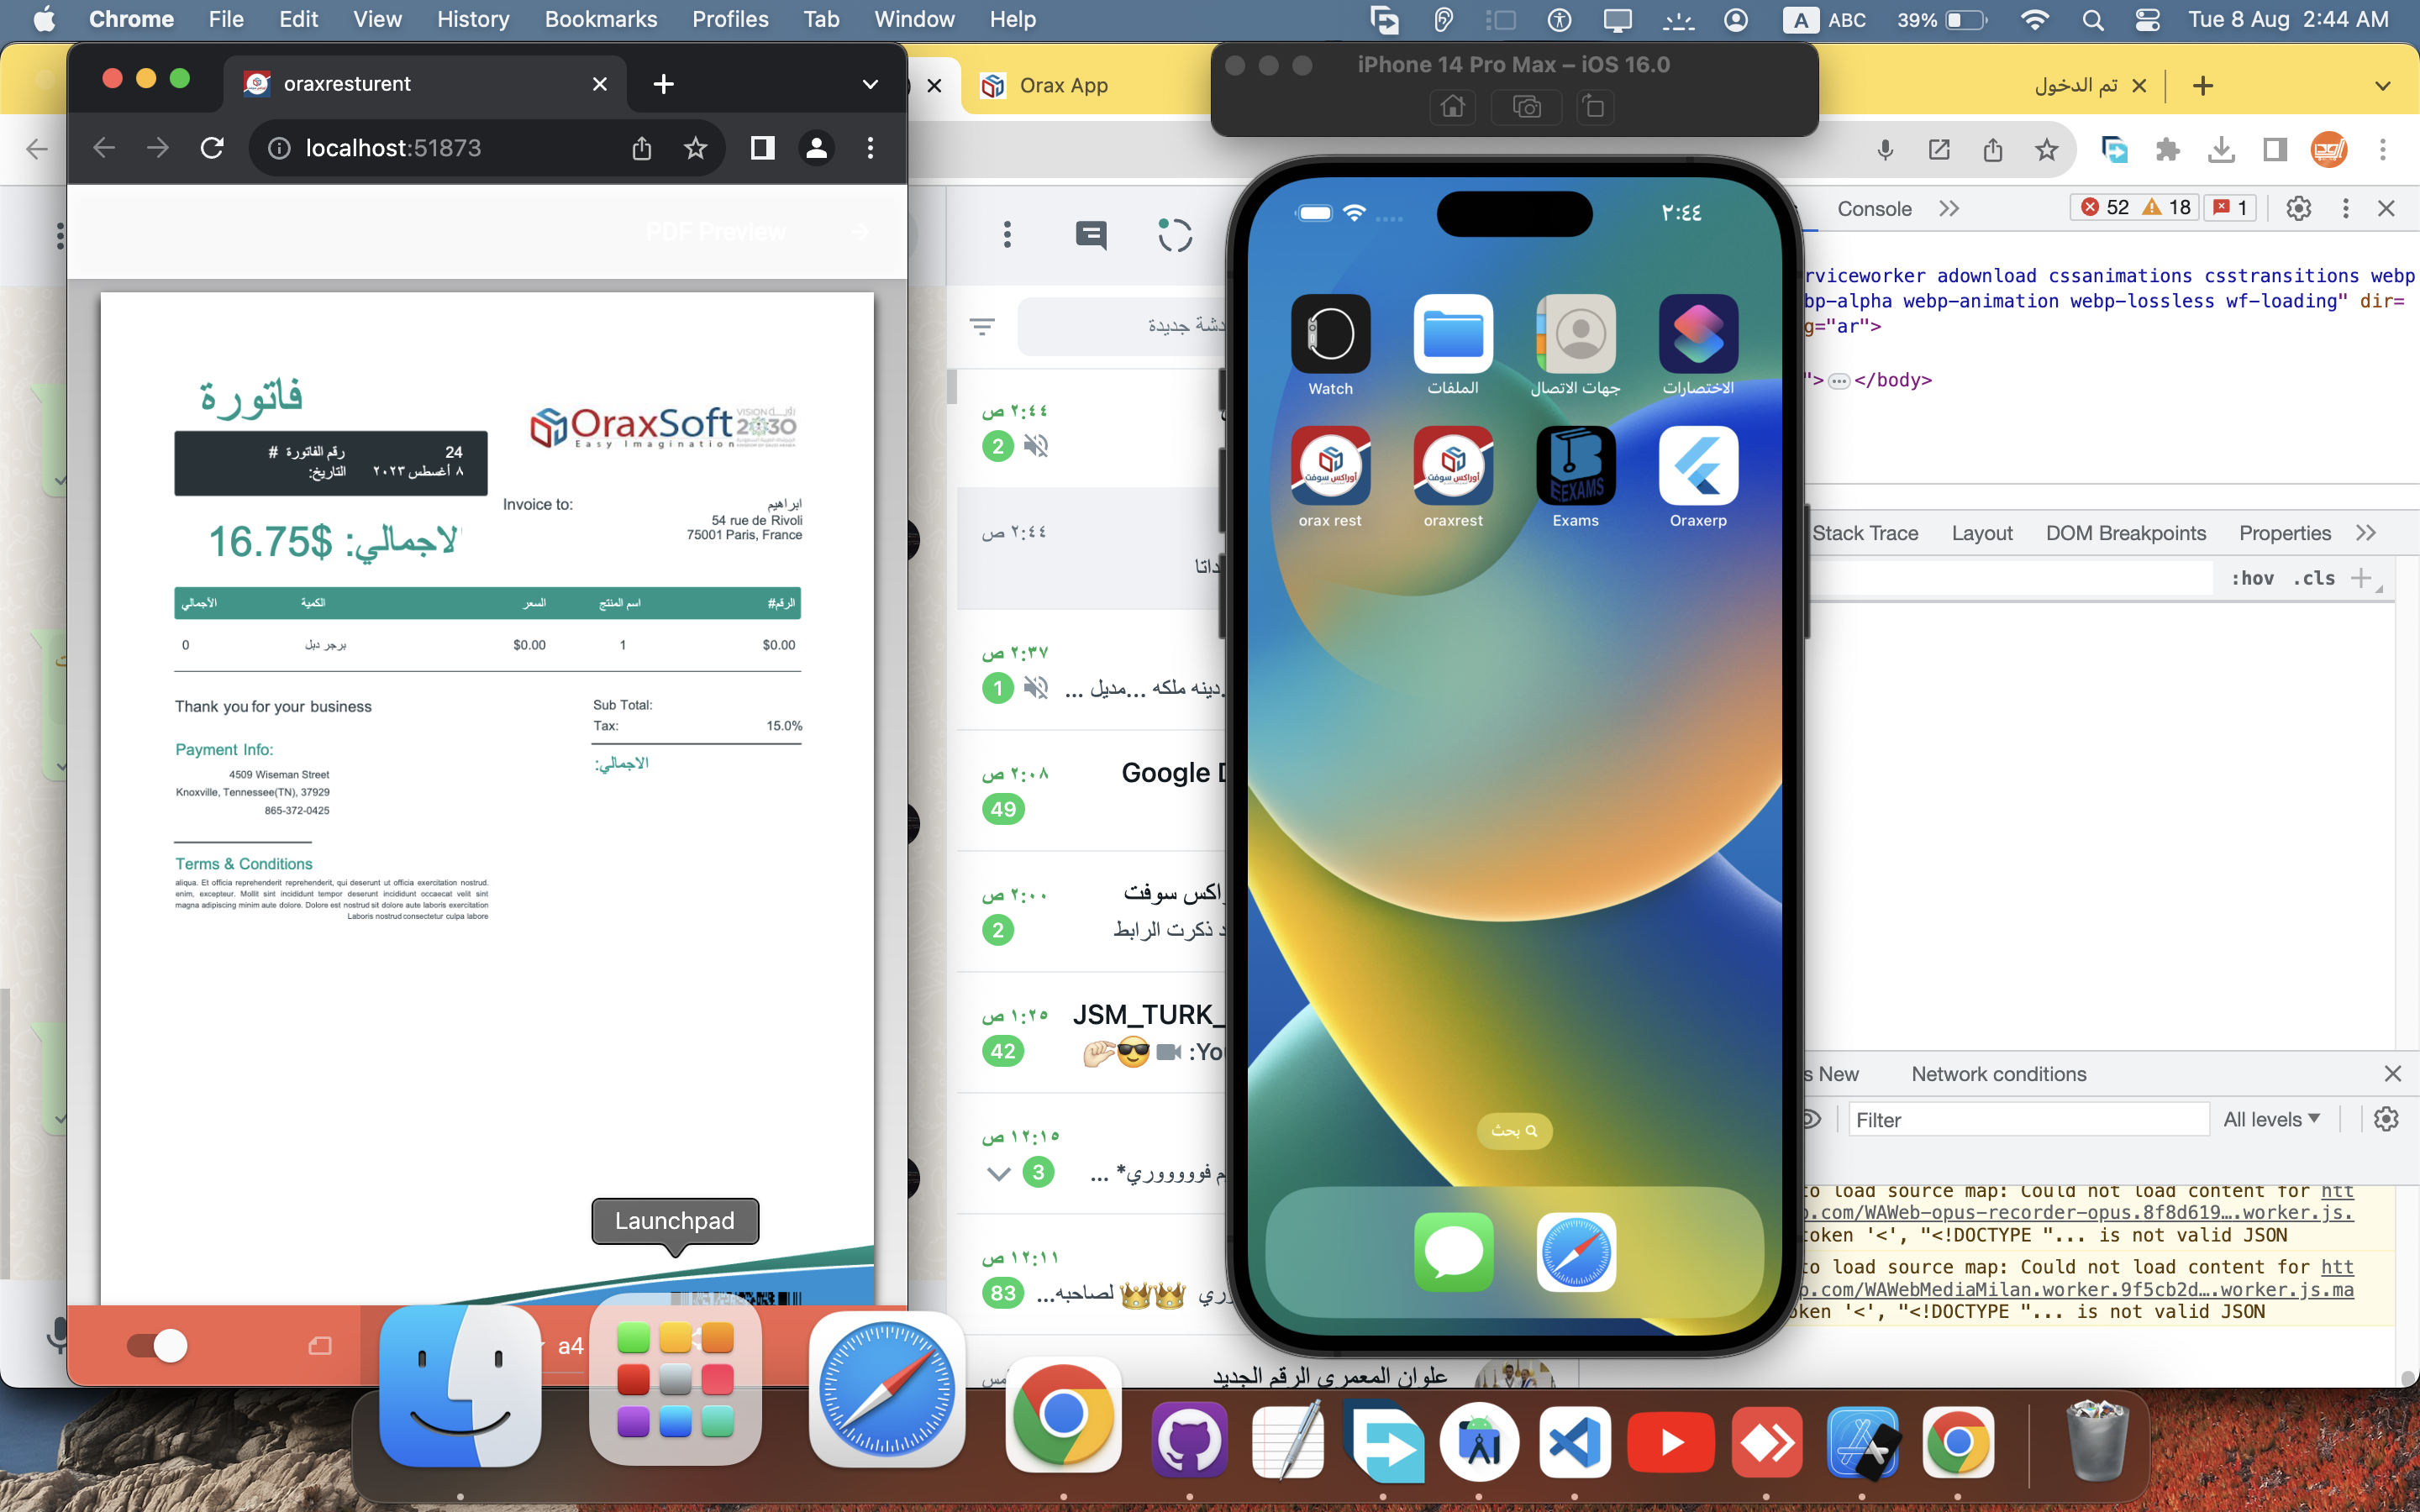 Chrome File Edit View History Bookmarks Profiles Tab Window Help
A ABC 39% Tue 8 Aug 2:44 AM
oraxresturent
localhost:51873
PDF Preview
فاتورة
OraxSoft
Easy Imagination
VISION رؤيـــة
2030
رقم الفاتورة # 24
التاريخ: ٨ أغسطس ٢٠٢٣
Invoice to:
ابراهيم
54 rue de Rivoli
75001 Paris, France
الاجمالي: $16.75
الرقم# اسم المنتج السعر الكمية الأجمالي
$0.00 1 $0.00 برجر دبل 0
Thank you for your business
Sub Total:
Tax: 15.0%
الاجمالي:
Payment Info:
4509 Wiseman Street
Knoxville, Tennessee(TN), 37929
865-372-0425
Terms & Conditions
aliqua. Et officia reprehenderit reprehenderit, qui deserunt ut officia exercitation nostrud.
enim, excepteur. Mollit sint incididunt tempor deserunt incididunt occaecat velit sint
magna adipiscing minim aute dolore. Dolore est nostrud sit dolore aute laboris exercitation
Laboris nostrud consectetur culpa labore
a4
Launchpad
Orax App
تم الدخول
دشة جديدة
٢:٤٤ ص
2
٢:٤٤ ص
داتا
٢:٣٧ ص
1 دينه ملكه ...مديل ...
٢:٠٨ ص
Google D
49
٢:٠٠ ص
اكس سوفت
2 د ذكرت الرابط
١:٢٥ ص
JSM_TURK_
42 :You
١٢:١٥ ص
3 م فوووووري* ...
١٢:١١ ص
83 وري لصاحبه...
علوان المعمري الرقم الجديد
iPhone 14 Pro Max – iOS 16.0
٢:٤٤
Watch الملفات جهات الاتصال الاختصارات
أوراكس سوفت
أوراكس سوفت
EXAMS
orax rest oraxrest Exams Oraxerp
بحث
Console 52 18 1
rviceworker adownload cssanimations csstransitions webp
bp-alpha webp-animation webp-lossless wf-loading" dir=
g="ar">
"> … </body>
Stack Trace Layout DOM Breakpoints Properties
:hov .cls
s New Network conditions
Filter All levels
to load source map: Could not load content for htt
p.com/WAWeb-opus-recorder-opus.8f8d619….worker.js.
token '<', "<!DOCTYPE "... is not valid JSON
to load source map: Could not load content for htt
p.com/WAWebMediaMilan.worker.9f5cb2d….worker.js.ma
oken '<', "<!DOCTYPE "... is not valid JSON